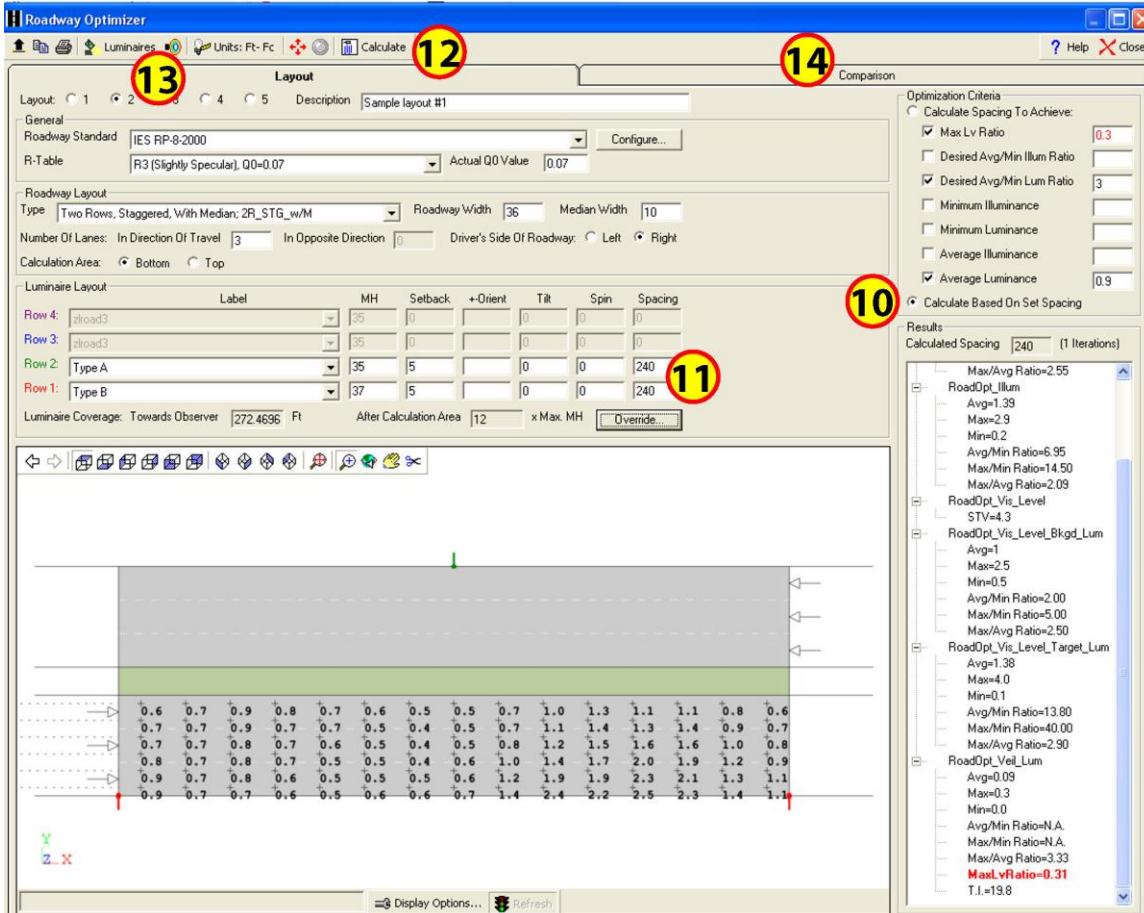 Roadway Optimizer
Luminaires Units: Ft- Fc Calculate Help Close
12
13
14
Layout Comparison
Layout: 1 2 3 4 5 Description Sample layout #1
General
Roadway Standard IES RP-8-2000 Configure...
R-Table R3 (Slightly Specular), Q0=0.07 Actual Q0 Value 0.07
Roadway Layout
Type Two Rows, Staggered, With Median; 2R_STG_w/M Roadway Width 36 Median Width 10
Number Of Lanes: In Direction Of Travel 3 In Opposite Direction 0 Driver's Side Of Roadway: Left Right
Calculation Area: Bottom Top
Luminaire Layout
Label MH Setback +-Orient Tilt Spin Spacing
Row 4: zlroad3 35 0 0 0 0
Row 3: zlroad3 35 0 0 0 0
Row 2: Type A 35 5 0 0 240
Row 1: Type B 37 5 0 0 240
11
Luminaire Coverage: Towards Observer 272.4696 Ft After Calculation Area 12 x Max. MH Override...
Optimization Criteria
Calculate Spacing To Achieve:
Max Lv Ratio 0.3
Desired Avg/Min Illum Ratio
Desired Avg/Min Lum Ratio 3
Minimum Illuminance
Minimum Luminance
Average Illuminance
Average Luminance 0.9
10
Calculate Based On Set Spacing
Results
Calculated Spacing 240 (1 Iterations)
Max/Avg Ratio=2.55
RoadOpt_Illum
Avg=1.39
Max=2.9
Min=0.2
Avg/Min Ratio=6.95
Max/Min Ratio=14.50
Max/Avg Ratio=2.09
RoadOpt_Vis_Level
STV=4.3
RoadOpt_Vis_Level_Bkgd_Lum
Avg=1
Max=2.5
Min=0.5
Avg/Min Ratio=2.00
Max/Min Ratio=5.00
Max/Avg Ratio=2.50
RoadOpt_Vis_Level_Target_Lum
Avg=1.38
Max=4.0
Min=0.1
Avg/Min Ratio=13.80
Max/Min Ratio=40.00
Max/Avg Ratio=2.90
RoadOpt_Veil_Lum
Avg=0.09
Max=0.3
Min=0.0
Avg/Min Ratio=N.A.
Max/Min Ratio=N.A.
Max/Avg Ratio=3.33
MaxLvRatio=0.31
T.I.=19.8
0.6 0.7 0.9 0.8 0.7 0.6 0.5 0.5 0.7 1.0 1.3 1.1 1.1 0.8 0.6
0.7 0.7 0.9 0.7 0.7 0.5 0.4 0.5 0.7 1.1 1.4 1.3 1.4 0.9 0.7
0.7 0.7 0.8 0.7 0.6 0.5 0.4 0.5 0.8 1.2 1.5 1.6 1.6 1.0 0.8
0.8 0.7 0.8 0.7 0.5 0.5 0.4 0.6 1.0 1.4 1.7 2.0 1.9 1.2 0.9
0.9 0.7 0.8 0.6 0.5 0.5 0.5 0.6 1.2 1.9 1.9 2.3 2.1 1.3 1.1
0.9 0.7 0.7 0.6 0.5 0.6 0.6 0.7 1.4 2.4 2.2 2.5 2.3 1.4 1.1
Y
Z X
Display Options... Refresh